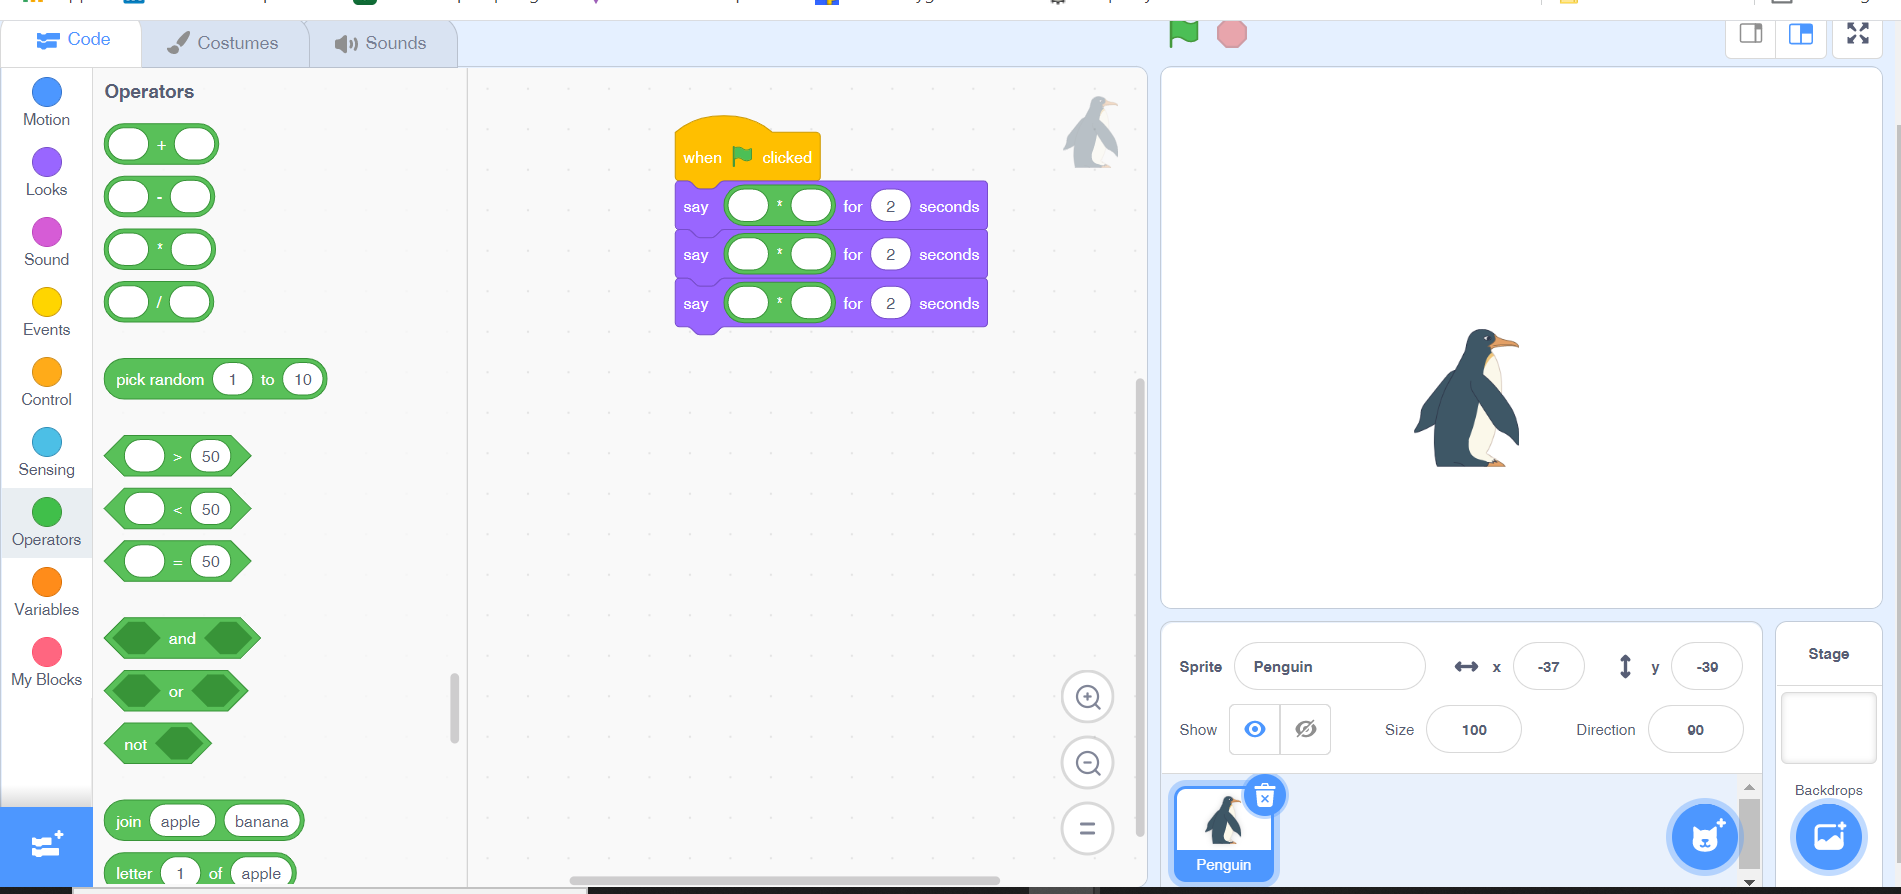 Code
Costumes
Sounds
Motion
Looks
Sound
Events
Control
Sensing
Operators
Variables
My Blocks
Operators
+
-
*
/
pick random 1 to 10
> 50
< 50
= 50
and
or
not
join apple banana
letter 1 of apple
when clicked
say * for 2 seconds
say * for 2 seconds
say * for 2 seconds
Sprite Penguin x -37 y -39
Show Size 100 Direction 90
Penguin
Stage
Backdrops